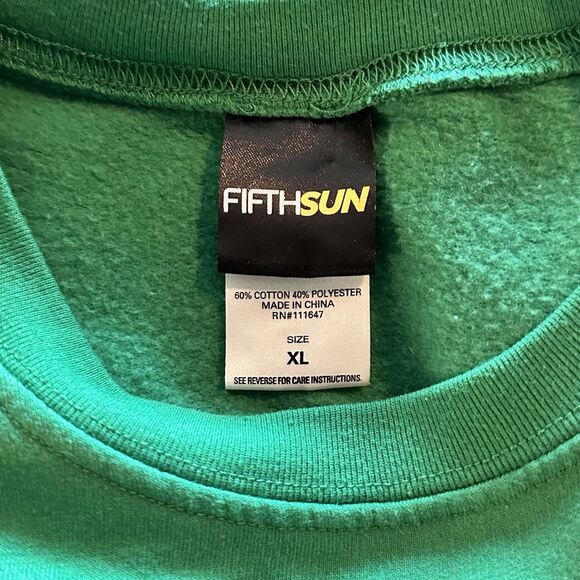 FIFTHSUN
60% COTTON 40% POLYESTER
MADE IN CHINA
RN#111647
SIZE
XL
SEE REVERSE FOR CARE INSTRUCTIONS.